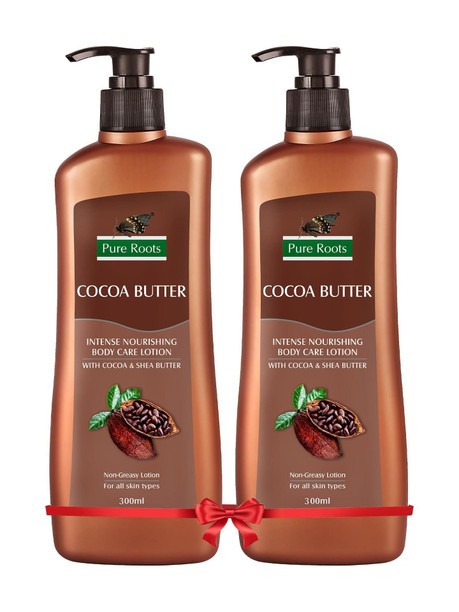 Pure Roots
COCOA BUTTER
INTENSE NOURISHING
BODY CARE LOTION
WITH COCOA & SHEA BUTTER
Non-Greasy Lotion
For all skin types
300ml
Pure Roots
COCOA BUTTER
INTENSE NOURISHING
BODY CARE LOTION
WITH COCOA & SHEA BUTTER
Non-Greasy Lotion
For all skin types
300ml